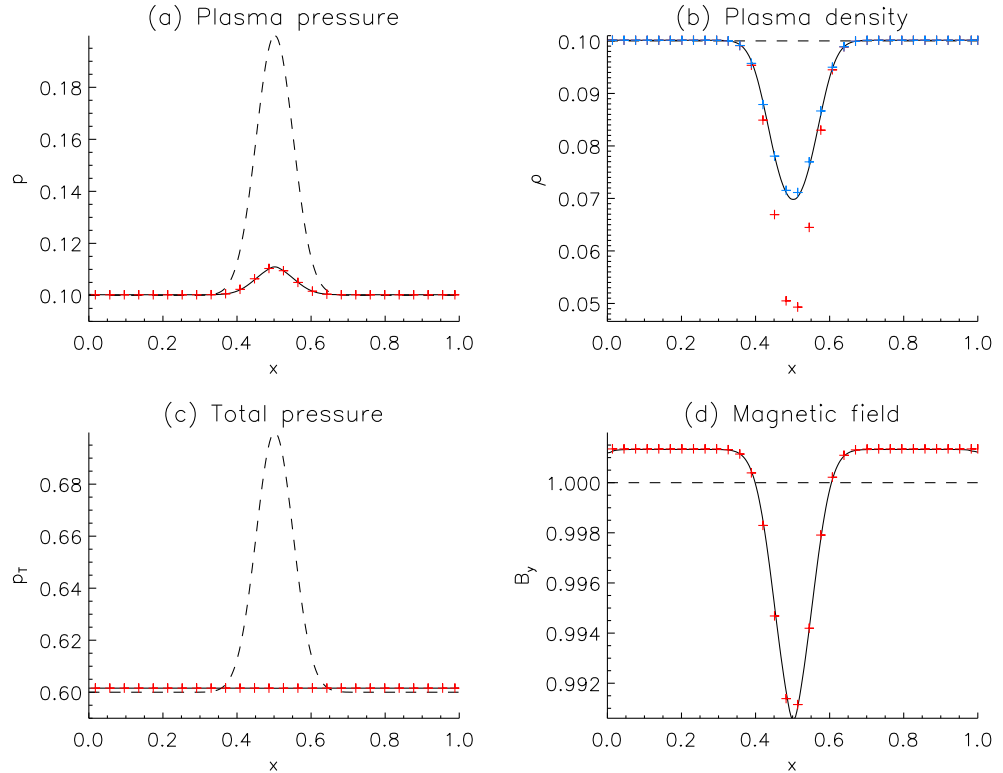 (a) Plasma pressure
p
0.18
0.16
0.14
0.12
0.10
0.0 0.2 0.4 0.6 0.8 1.0
x
(b) Plasma density
ρ
0.10
0.09
0.08
0.07
0.06
0.05
0.0 0.2 0.4 0.6 0.8 1.0
x
(c) Total pressure
p_T
0.68
0.66
0.64
0.62
0.60
0.0 0.2 0.4 0.6 0.8 1.0
x
(d) Magnetic field
B_y
1.000
0.998
0.996
0.994
0.992
0.0 0.2 0.4 0.6 0.8 1.0
x